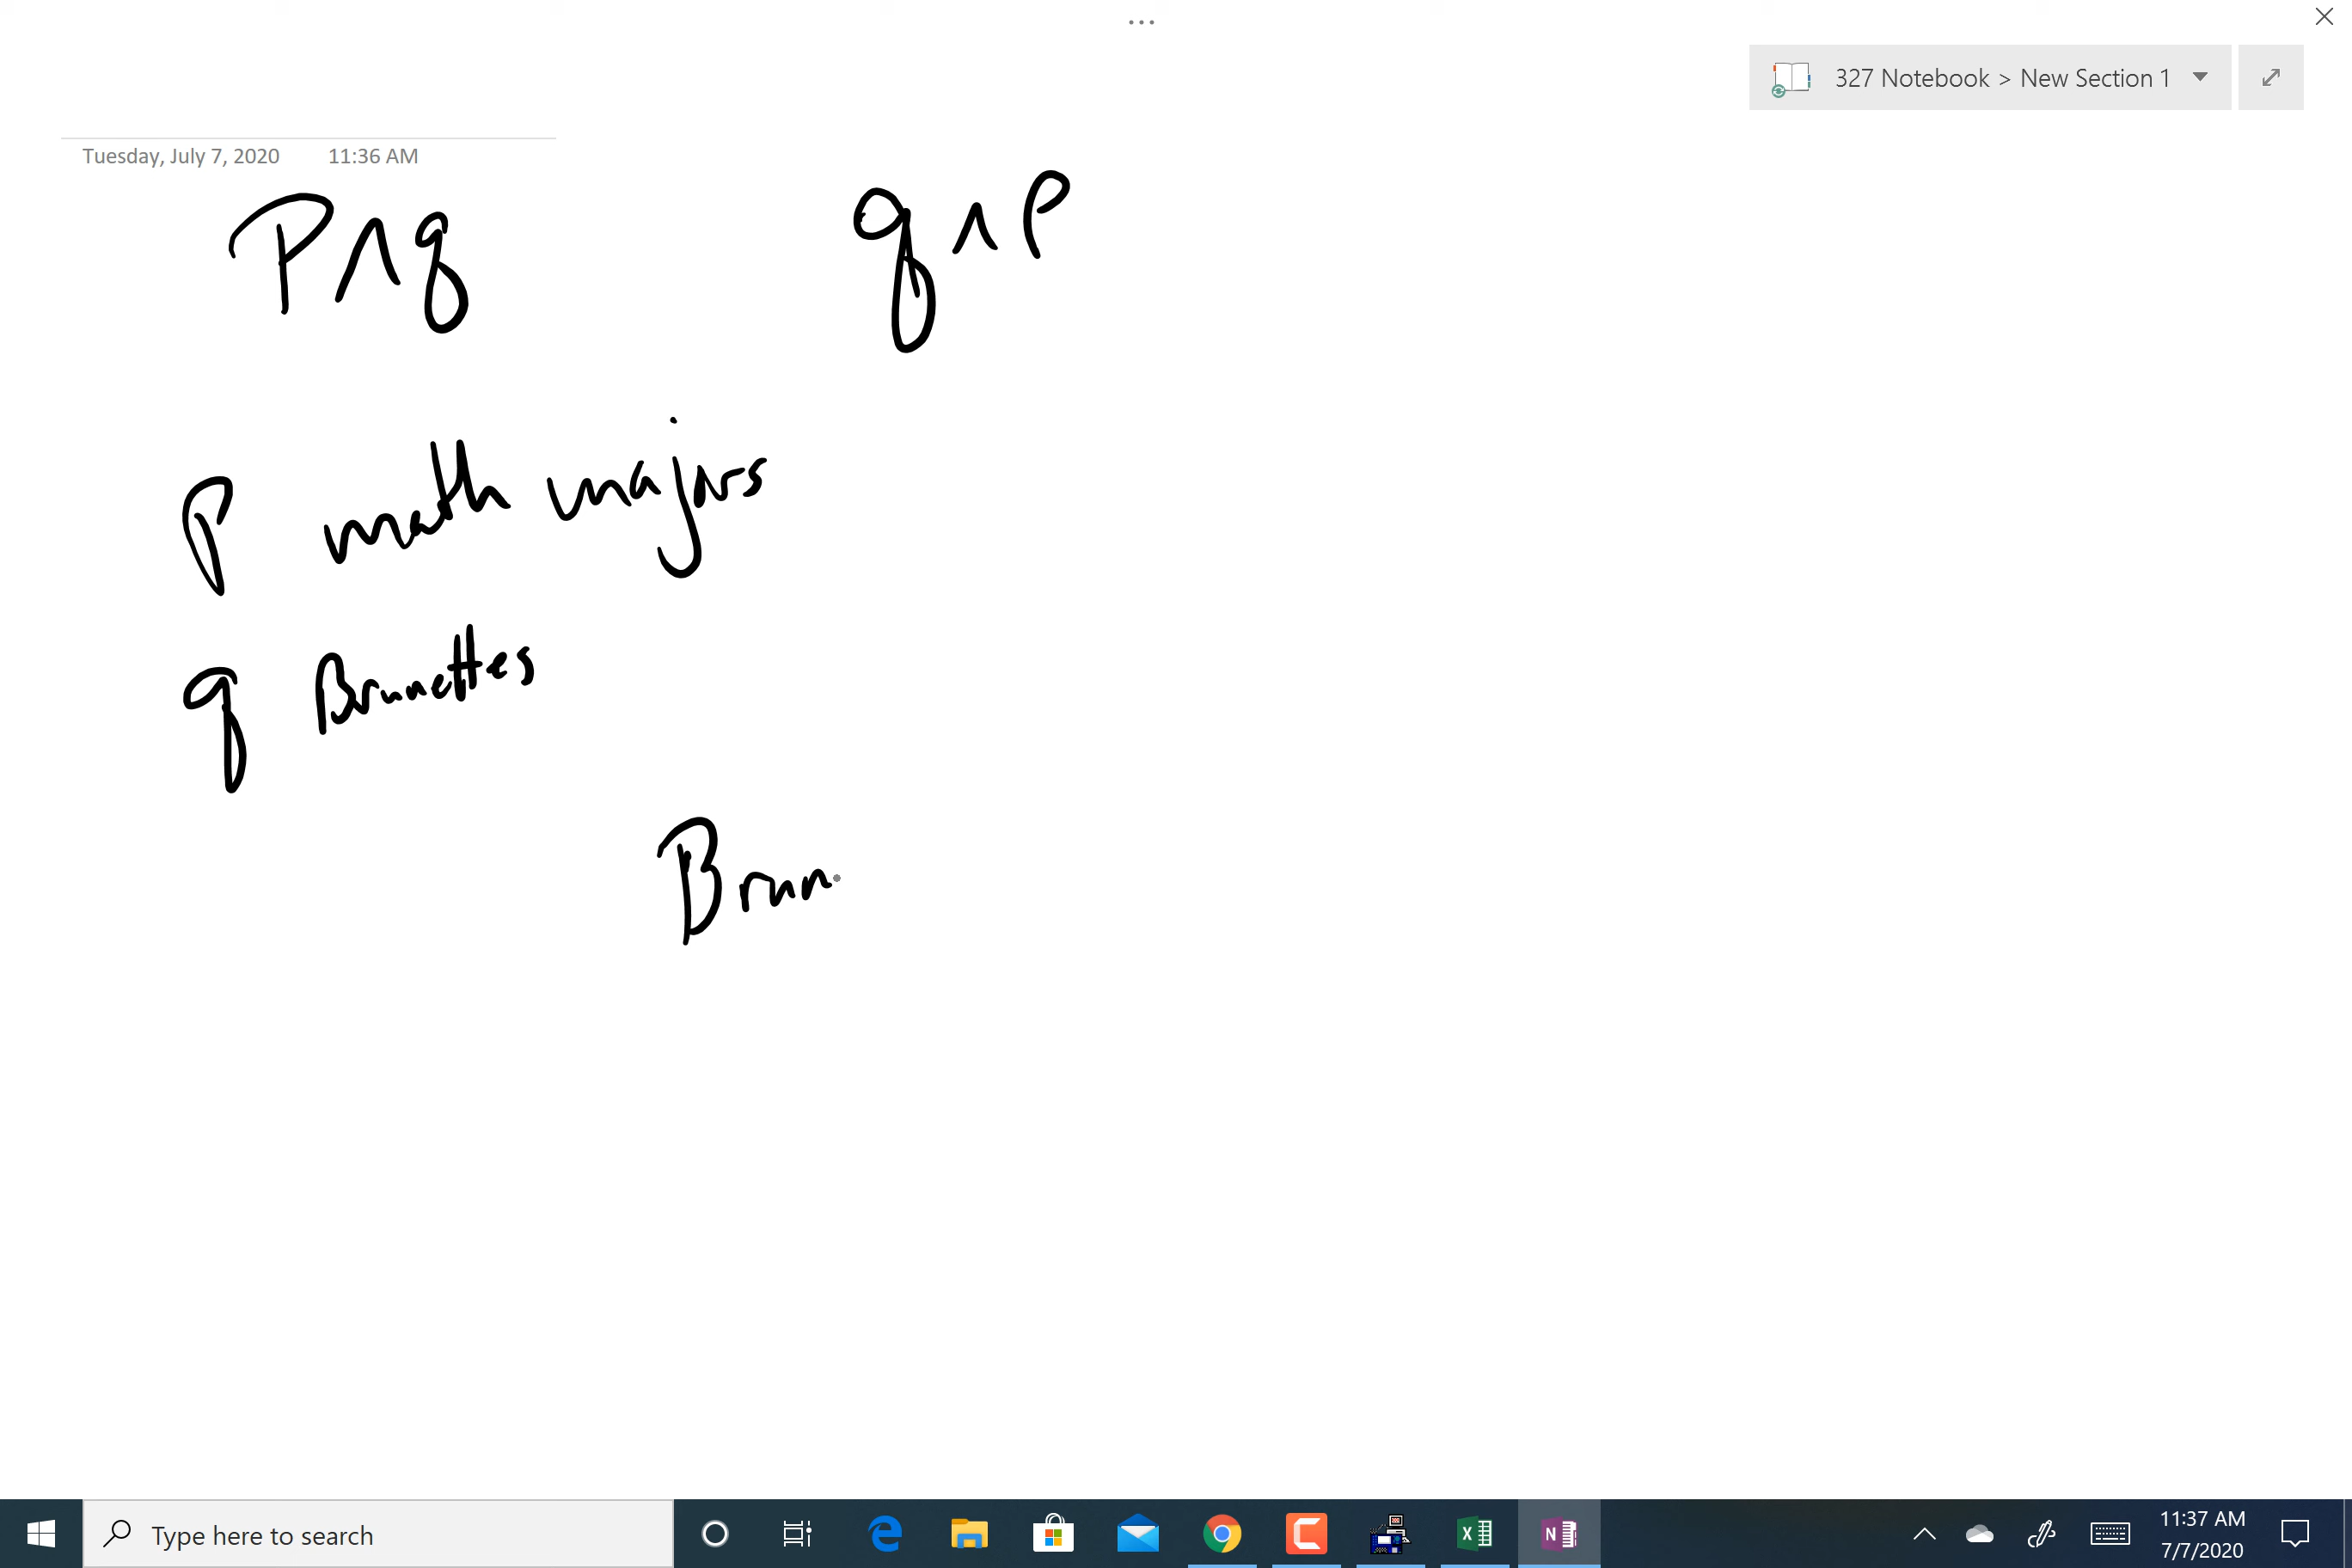 327 Notebook > New Section 1
Tuesday, July 7, 2020 11:36 AM
P∧q q∧P
P math majors
q Brunettes
Brun
Type here to search
11:37 AM
7/7/2020